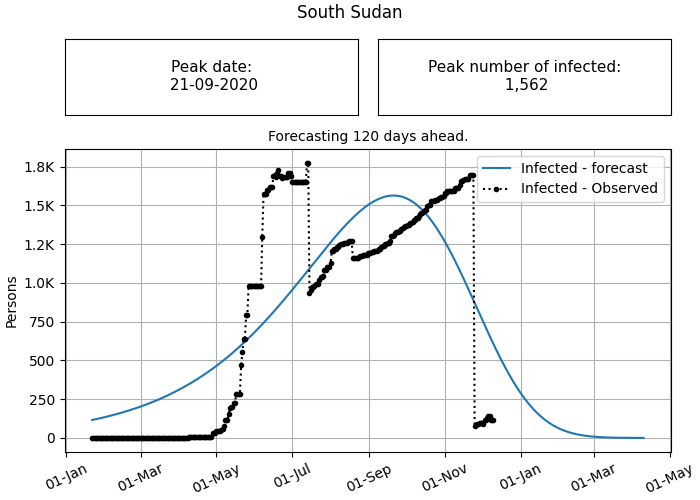 South Sudan
Peak date:
21-09-2020
Peak number of infected:
1,562
Forecasting 120 days ahead.
Infected - forecast
Infected - Observed
Persons
1.8K
1.5K
1.2K
1.0K
750
500
250
0
01-Jan
01-Mar
01-May
01-Jul
01-Sep
01-Nov
01-Jan
01-Mar
01-May